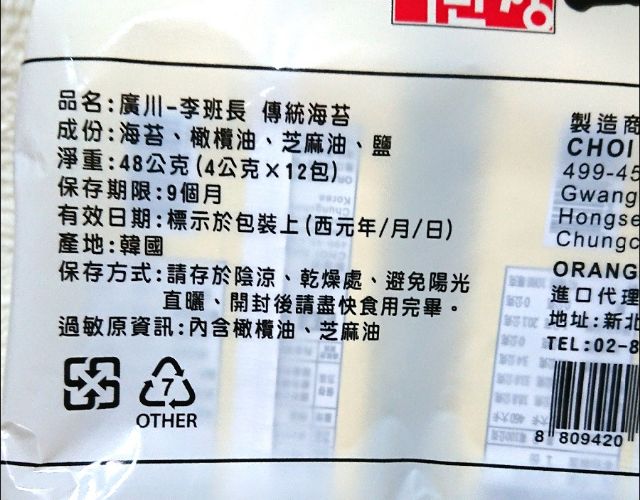 品名:廣川-李班長 傳統海苔
成份:海苔、橄欖油、芝麻油、鹽
淨重:48公克(4公克×12包)
保存期限:9個月
有效日期:標示於包裝上(西元年/月/日)
產地:韓國
保存方式:請存於陰涼、乾燥處、避免陽光
直曬、開封後請盡快食用完畢。
過敏原資訊:內含橄欖油、芝麻油
7
OTHER
製造商
CHOI
499-45
Gwang
Hongse
Chungc
ORANG
進口代理
地址:新北
TEL:02-8
8 809420